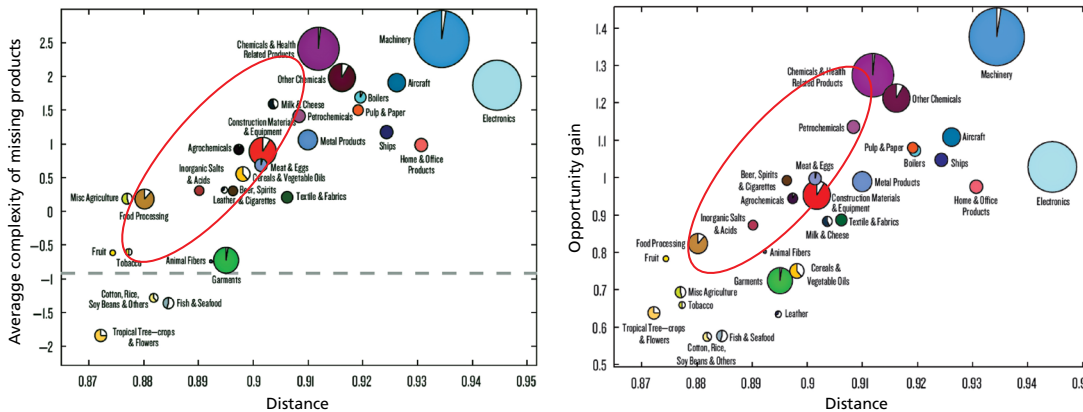 Averagge complexity of missing products
2.5
2
1.5
1
0.5
0
−0.5
−1
−1.5
−2
Chemicals & Health
Related Products
Machinery
Other Chemicals
Aircraft
Electronics
Boilers
Milk & Cheese
Pulp & Paper
Petrochemicals
Construction Materials
& Equipment
Metal Products
Ships
Home & Office
Products
Agrochemicals
Meat & Eggs
Inorganic Salts
& Acids
Cereals & Vegetable Oils
Beer, Spirits
& Cigarettes
Leather
Textile & Fabrics
Misc Agriculture
Food Processing
Fruit
Tobacco
Animal Fibers
Garments
Cotton, Rice,
Soy Beans & Others
Fish & Seafood
Tropical Tree—crops
& Flowers
0.87
0.88
0.89
0.9
0.91
0.92
0.93
0.94
0.95
Distance
Opportunity gain
1.4
1.3
1.2
1.1
1
0.9
0.8
0.7
0.6
0.5
Machinery
Chemicals & Health
Related Products
Other Chemicals
Petrochemicals
Aircraft
Pulp & Paper
Boilers
Ships
Electronics
Meat & Eggs
Beer, Spirits
& Cigarettes
Metal Products
Agrochemicals
Construction Materials
& Equipment
Home & Office
Products
Inorganic Salts
& Acids
Textile & Fabrics
Milk & Cheese
Food Processing
Fruit
Animal Fibers
Garments
Cereals &
Vegetable Oils
Misc Agriculture
Tobacco
Leather
Tropical Tree—crops
& Flowers
Fish & Seafood
Cotton, Rice,
Soy Beans & Others
0.87
0.88
0.89
0.9
0.91
0.92
0.93
0.94
0.95
Distance